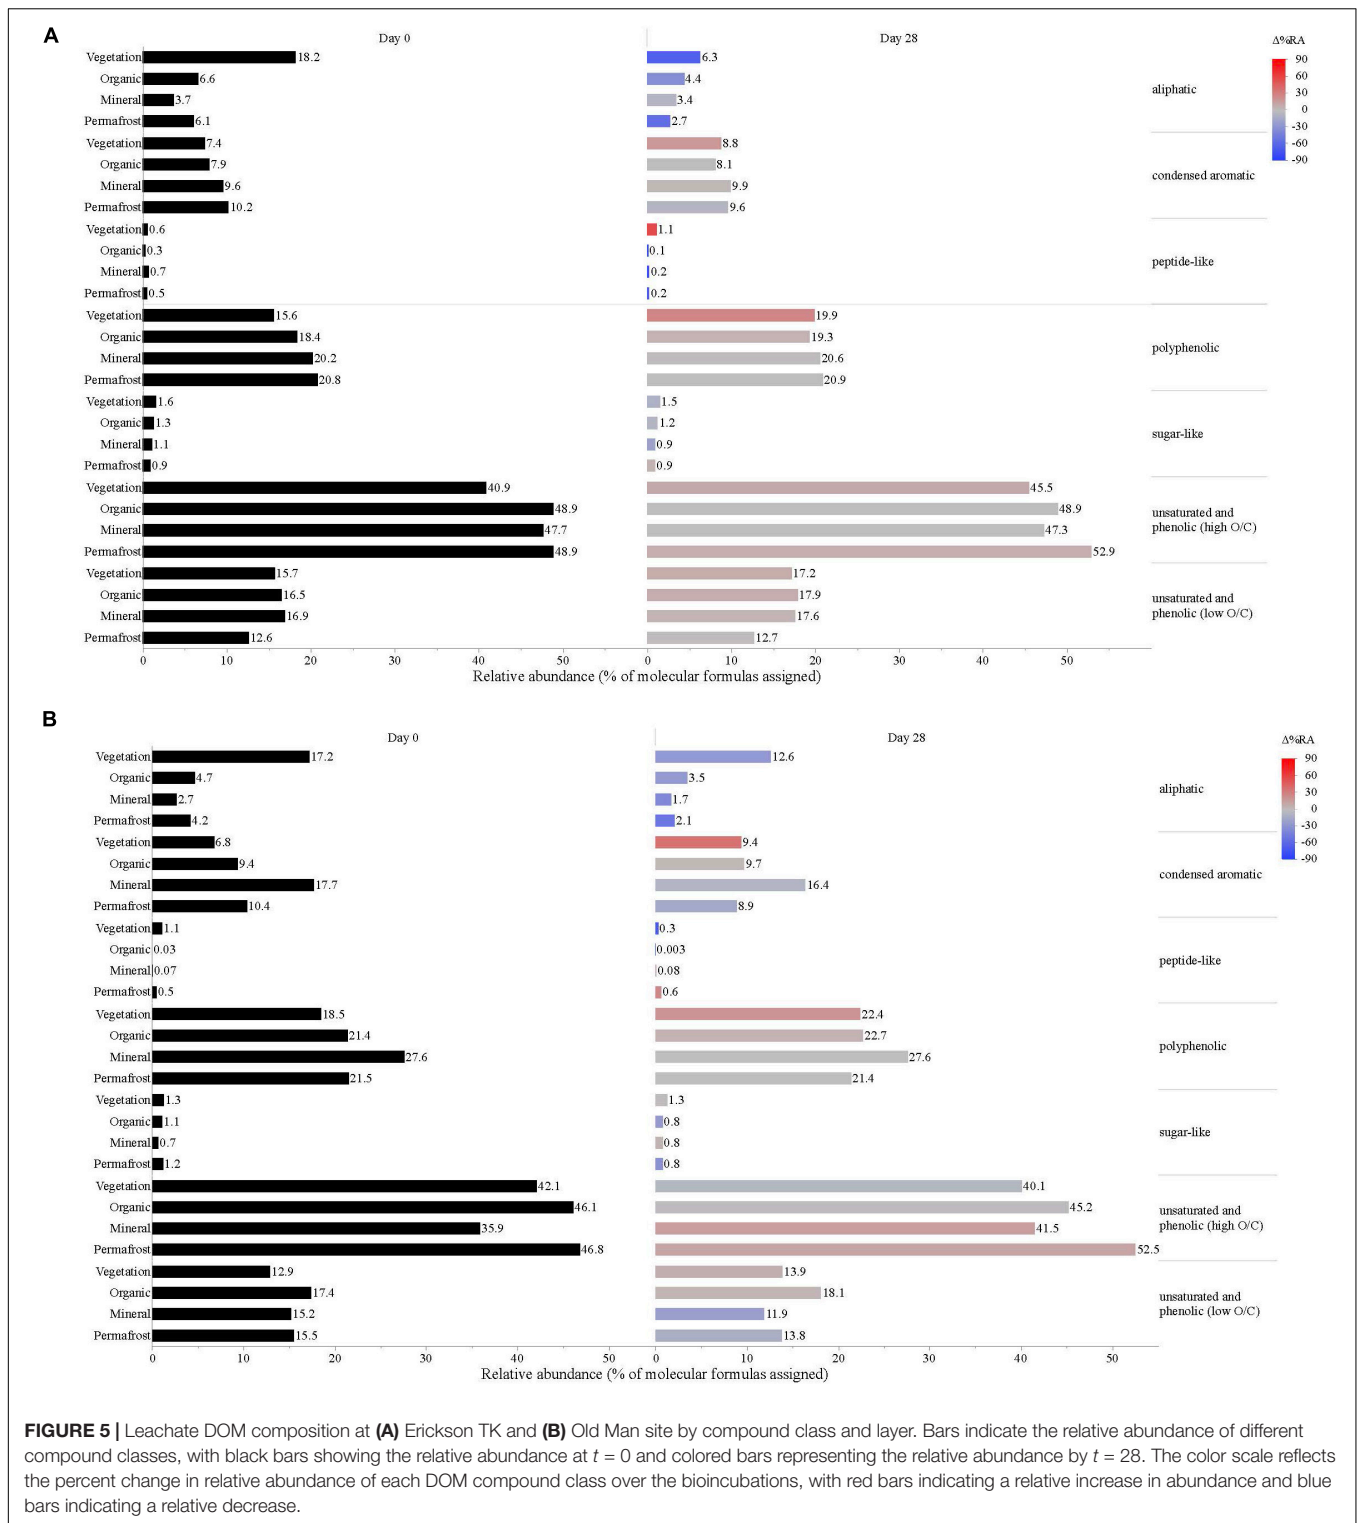 A
Day 0
Day 28
Δ%RA
90
60
30
0
-30
-60
-90
Vegetation 18.2 6.3
Organic 6.6 4.4
aliphatic
Mineral 3.7 3.4
Permafrost 6.1 2.7
Vegetation 7.4 8.8
Organic 7.9 8.1
condensed aromatic
Mineral 9.6 9.9
Permafrost 10.2 9.6
Vegetation 0.6 1.1
Organic 0.3 0.1
peptide-like
Mineral 0.7 0.2
Permafrost 0.5 0.2
Vegetation 15.6 19.9
Organic 18.4 19.3
polyphenolic
Mineral 20.2 20.6
Permafrost 20.8 20.9
Vegetation 1.6 1.5
Organic 1.3 1.2
sugar-like
Mineral 1.1 0.9
Permafrost 0.9 0.9
Vegetation 40.9 45.5
Organic 48.9 48.9
unsaturated and
phenolic (high O/C)
Mineral 47.7 47.3
Permafrost 48.9 52.9
Vegetation 15.7 17.2
Organic 16.5 17.9
unsaturated and
phenolic (low O/C)
Mineral 16.9 17.6
Permafrost 12.6 12.7
0 10 20 30 40 50 0 10 20 30 40 50
Relative abundance (% of molecular formulas assigned)
B
Day 0
Day 28
Δ%RA
90
60
30
0
-30
-60
-90
Vegetation 17.2 12.6
Organic 4.7 3.5
aliphatic
Mineral 2.7 1.7
Permafrost 4.2 2.1
Vegetation 6.8 9.4
Organic 9.4 9.7
condensed aromatic
Mineral 17.7 16.4
Permafrost 10.4 8.9
Vegetation 1.1 0.3
Organic 0.03 0.003
peptide-like
Mineral 0.07 0.08
Permafrost 0.5 0.6
Vegetation 18.5 22.4
Organic 21.4 22.7
polyphenolic
Mineral 27.6 27.6
Permafrost 21.5 21.4
Vegetation 1.3 1.3
Organic 1.1 0.8
sugar-like
Mineral 0.7 0.8
Permafrost 1.2 0.8
Vegetation 42.1 40.1
Organic 46.1 45.2
unsaturated and
phenolic (high O/C)
Mineral 35.9 41.5
Permafrost 46.8 52.5
Vegetation 12.9 13.9
Organic 17.4 18.1
unsaturated and
phenolic (low O/C)
Mineral 15.2 11.9
Permafrost 15.5 13.8
0 10 20 30 40 50 0 10 20 30 40 50
Relative abundance (% of molecular formulas assigned)
FIGURE 5 | Leachate DOM composition at (A) Erickson TK and (B) Old Man site by compound class and layer. Bars indicate the relative abundance of different
compound classes, with black bars showing the relative abundance at t = 0 and colored bars representing the relative abundance by t = 28. The color scale reflects
the percent change in relative abundance of each DOM compound class over the bioincubations, with red bars indicating a relative increase in abundance and blue
bars indicating a relative decrease.